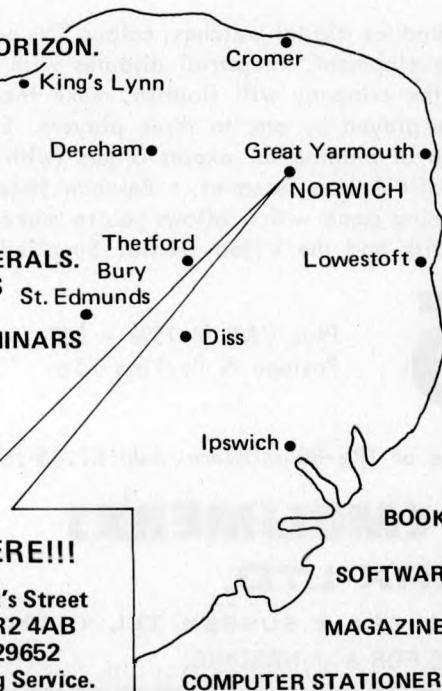 ORIZON.
Cromer
King's Lynn
Dereham
Great Yarmouth
NORWICH
ERALS.
Thetford
Bury
St. Edmunds
Lowestoft
MINARS
Diss
Ipswich
BOOK
ERE!!!
SOFTWAR
's Street
R2 4AB
29652
MAGAZINE
g Service.
COMPUTER STATIONER